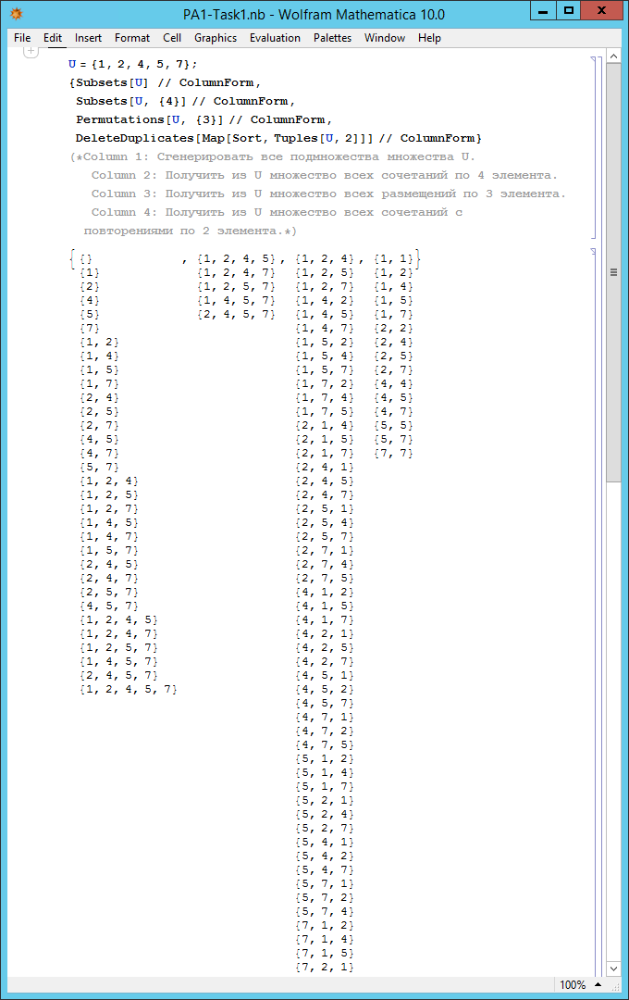 PA1-Task1.nb - Wolfram Mathematica 10.0
File Edit Insert Format Cell Graphics Evaluation Palettes Window Help
U = {1, 2, 4, 5, 7};
{Subsets[U] // ColumnForm,
Subsets[U, {4}] // ColumnForm,
Permutations[U, {3}] // ColumnForm,
DeleteDuplicates[Map[Sort, Tuples[U, 2]]] // ColumnForm}
(*Column 1: Сгенерировать все подмножества множества U.
Column 2: Получить из U множество всех сочетаний по 4 элемента.
Column 3: Получить из U множество всех размещений по 3 элемента.
Column 4: Получить из U множество всех сочетаний с
повторениями по 2 элемента.*)
{{} , {1, 2, 4, 5}, {1, 2, 4}, {1, 1}}
{1} {1, 2, 4, 7} {1, 2, 5} {1, 2}
{2} {1, 2, 5, 7} {1, 2, 7} {1, 4}
{4} {1, 4, 5, 7} {1, 4, 2} {1, 5}
{5} {2, 4, 5, 7} {1, 4, 5} {1, 7}
{7} {1, 4, 7} {2, 2}
{1, 2} {1, 5, 2} {2, 4}
{1, 4} {1, 5, 4} {2, 5}
{1, 5} {1, 5, 7} {2, 7}
{1, 7} {1, 7, 2} {4, 4}
{2, 4} {1, 7, 4} {4, 5}
{2, 5} {1, 7, 5} {4, 7}
{2, 7} {2, 1, 4} {5, 5}
{4, 5} {2, 1, 5} {5, 7}
{4, 7} {2, 1, 7} {7, 7}
{5, 7} {2, 4, 1}
{1, 2, 4} {2, 4, 5}
{1, 2, 5} {2, 4, 7}
{1, 2, 7} {2, 5, 1}
{1, 4, 5} {2, 5, 4}
{1, 4, 7} {2, 5, 7}
{1, 5, 7} {2, 7, 1}
{2, 4, 5} {2, 7, 4}
{2, 4, 7} {2, 7, 5}
{2, 5, 7} {4, 1, 2}
{4, 5, 7} {4, 1, 5}
{1, 2, 4, 5} {4, 1, 7}
{1, 2, 4, 7} {4, 2, 1}
{1, 2, 5, 7} {4, 2, 5}
{1, 4, 5, 7} {4, 2, 7}
{2, 4, 5, 7} {4, 5, 1}
{1, 2, 4, 5, 7} {4, 5, 2}
{4, 5, 7}
{4, 7, 1}
{4, 7, 2}
{4, 7, 5}
{5, 1, 2}
{5, 1, 4}
{5, 1, 7}
{5, 2, 1}
{5, 2, 4}
{5, 2, 7}
{5, 4, 1}
{5, 4, 2}
{5, 4, 7}
{5, 7, 1}
{5, 7, 2}
{5, 7, 4}
{7, 1, 2}
{7, 1, 4}
{7, 1, 5}
{7, 2, 1}
100%